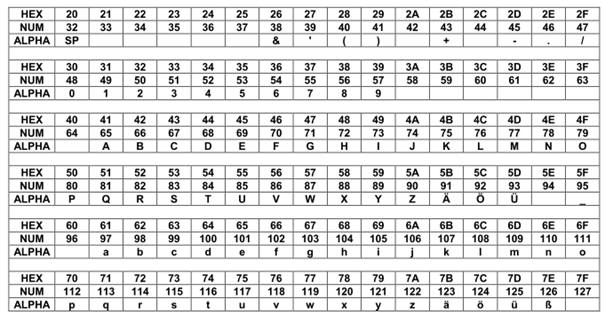 HEX 20 21 22 23 24 25 26 27 28 29 2A 2B 2C 2D 2E 2F
NUM 32 33 34 35 36 37 38 39 40 41 42 43 44 45 46 47
ALPHA SP & ' ( ) + - . /
HEX 30 31 32 33 34 35 36 37 38 39 3A 3B 3C 3D 3E 3F
NUM 48 49 50 51 52 53 54 55 56 57 58 59 60 61 62 63
ALPHA 0 1 2 3 4 5 6 7 8 9
HEX 40 41 42 43 44 45 46 47 48 49 4A 4B 4C 4D 4E 4F
NUM 64 65 66 67 68 69 70 71 72 73 74 75 76 77 78 79
ALPHA A B C D E F G H I J K L M N O
HEX 50 51 52 53 54 55 56 57 58 59 5A 5B 5C 5D 5E 5F
NUM 80 81 82 83 84 85 86 87 88 89 90 91 92 93 94 95
ALPHA P Q R S T U V W X Y Z Ä Ö Ü _
HEX 60 61 62 63 64 65 66 67 68 69 6A 6B 6C 6D 6E 6F
NUM 96 97 98 99 100 101 102 103 104 105 106 107 108 109 110 111
ALPHA a b c d e f g h i j k l m n o
HEX 70 71 72 73 74 75 76 77 78 79 7A 7B 7C 7D 7E 7F
NUM 112 113 114 115 116 117 118 119 120 121 122 123 124 125 126 127
ALPHA p q r s t u v w x y z ä ö ü ß